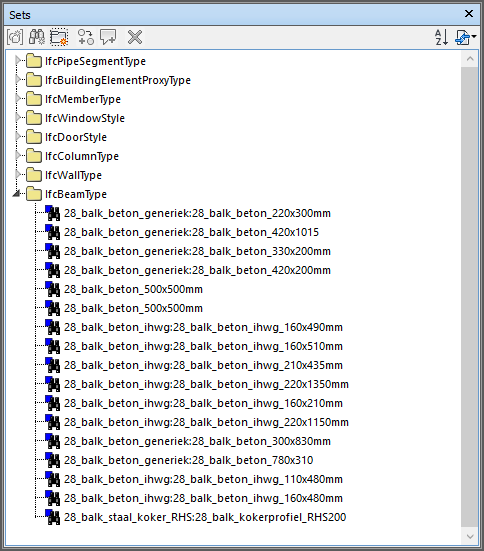 Sets
IfcPipeSegmentType
IfcBuildingElementProxyType
IfcMemberType
IfcWindowStyle
IfcDoorStyle
IfcColumnType
IfcWallType
IfcBeamType
28_balk_beton_generiek:28_balk_beton_220x300mm
28_balk_beton_generiek:28_balk_beton_420x1015
28_balk_beton_generiek:28_balk_beton_330x200mm
28_balk_beton_generiek:28_balk_beton_420x200mm
28_balk_beton_500x500mm
28_balk_beton_500x500mm
28_balk_beton_ihwg:28_balk_beton_ihwg_160x490mm
28_balk_beton_ihwg:28_balk_beton_ihwg_160x510mm
28_balk_beton_ihwg:28_balk_beton_ihwg_210x435mm
28_balk_beton_ihwg:28_balk_beton_ihwg_220x1350mm
28_balk_beton_ihwg:28_balk_beton_ihwg_160x210mm
28_balk_beton_ihwg:28_balk_beton_ihwg_220x1150mm
28_balk_beton_generiek:28_balk_beton_300x830mm
28_balk_beton_generiek:28_balk_beton_780x310
28_balk_beton_ihwg:28_balk_beton_ihwg_110x480mm
28_balk_beton_ihwg:28_balk_beton_ihwg_160x480mm
28_balk_staal_koker_RHS:28_balk_kokerprofiel_RHS200